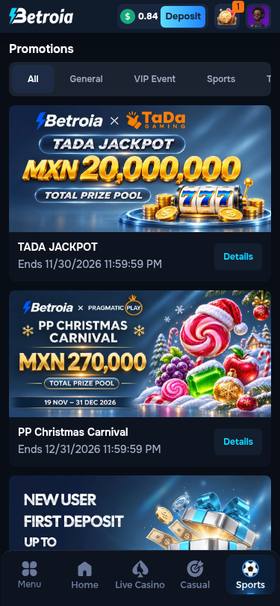 Betroia
$ 0.84 Deposit
1
Promotions
All General VIP Event Sports T
Betroia × TaDa GAMING
TADA JACKPOT
MXN 20,000,000
TOTAL PRIZE POOL
777
TADA JACKPOT
Ends 11/30/2026 11:59:59 PM
Details
Betroia × PRAGMATIC PLAY
PP CHRISTMAS
CARNIVAL
MXN 270,000
TOTAL PRIZE POOL
19 NOV – 31 DEC 2026
PP Christmas Carnival
Ends 12/31/2026 11:59:59 PM
Details
NEW USER
FIRST DEPOSIT
UP TO
Menu Home Live Casino Casual Sports